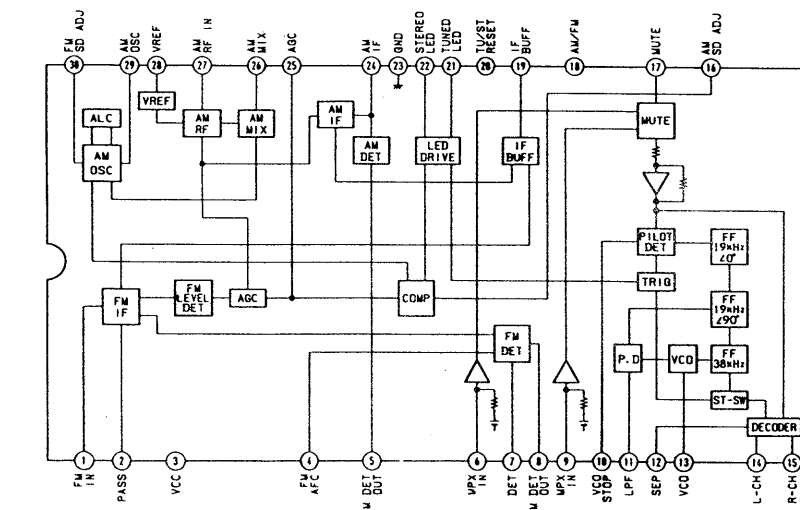 FM SD ADJ
AM OSC
VREF
AM RF IN
AM MIX
AGC
AM IF
GND
STEREO LED
TUNED LED
TU/ST RESET
IF BUFF
AM/FM
MUTE
AM SD ADJ
30
29
28
27
26
25
24
23
22
21
20
19
18
17
16
VREF
ALC
AM RF
AM MIX
AM IF
AM OSC
AM DET
LED DRIVE
IF BUFF
MUTE
PILOT DET
FF 19kHz ∠0°
TRIG
FM IF
FM LEVEL DET
AGC
COMP
FF 19kHz ∠90°
FM DET
P.D
VCO
FF 38kHz
ST-SW
DECODER
1
2
3
4
5
6
7
8
9
10
11
12
13
14
15
FM IN
PASS
VCC
FM AFC
M DET OUT
MPX IN
DET
M DET OUT
MPX IN
VCO STOP
LPF
SEP
VCO
L-CH
R-CH